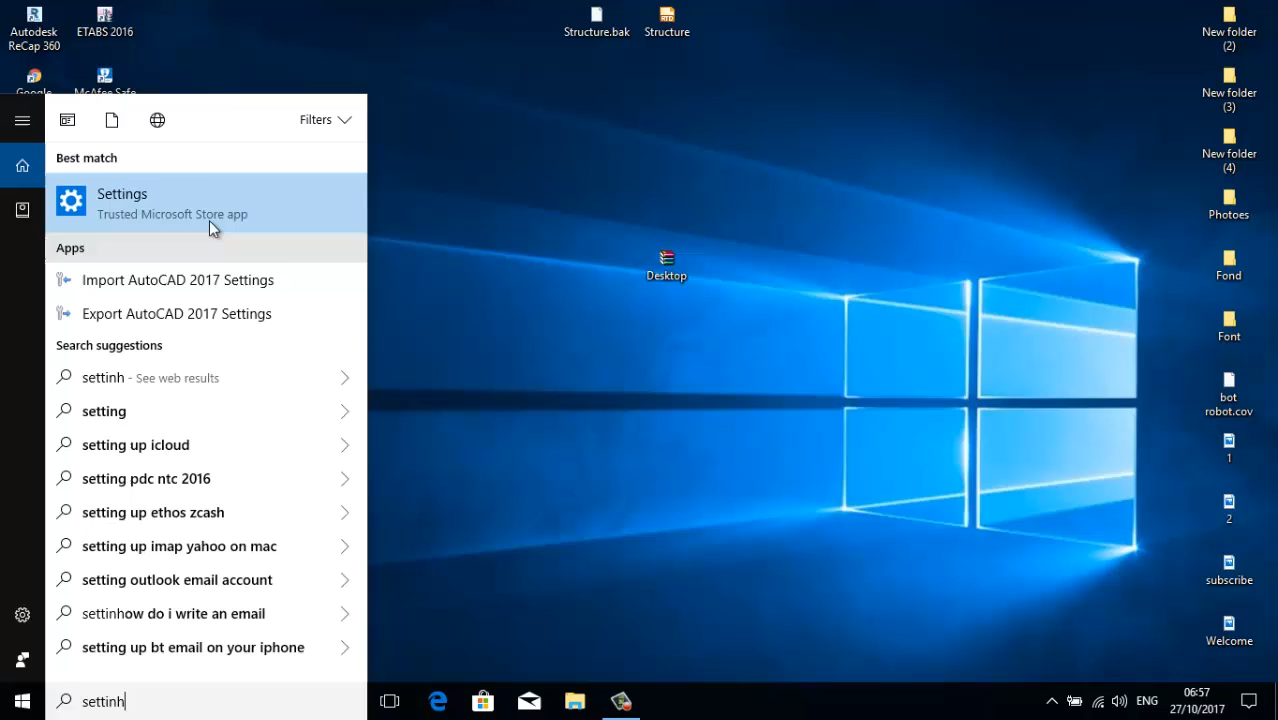 Autodesk
ReCap 360
ETABS 2016
Structure.bak
Structure
New folder
(2)
Google
McAfee Safe
New folder
(3)
New folder
(4)
Photoes
Fond
Font
bot
robot.cov
1
2
subscribe
Welcome
Desktop
Filters
Best match
Settings
Trusted Microsoft Store app
Apps
Import AutoCAD 2017 Settings
Export AutoCAD 2017 Settings
Search suggestions
settinh - See web results
setting
setting up icloud
setting pdc ntc 2016
setting up ethos zcash
setting up imap yahoo on mac
setting outlook email account
settinhow do i write an email
setting up bt email on your iphone
settinh
ENG
06:57
27/10/2017